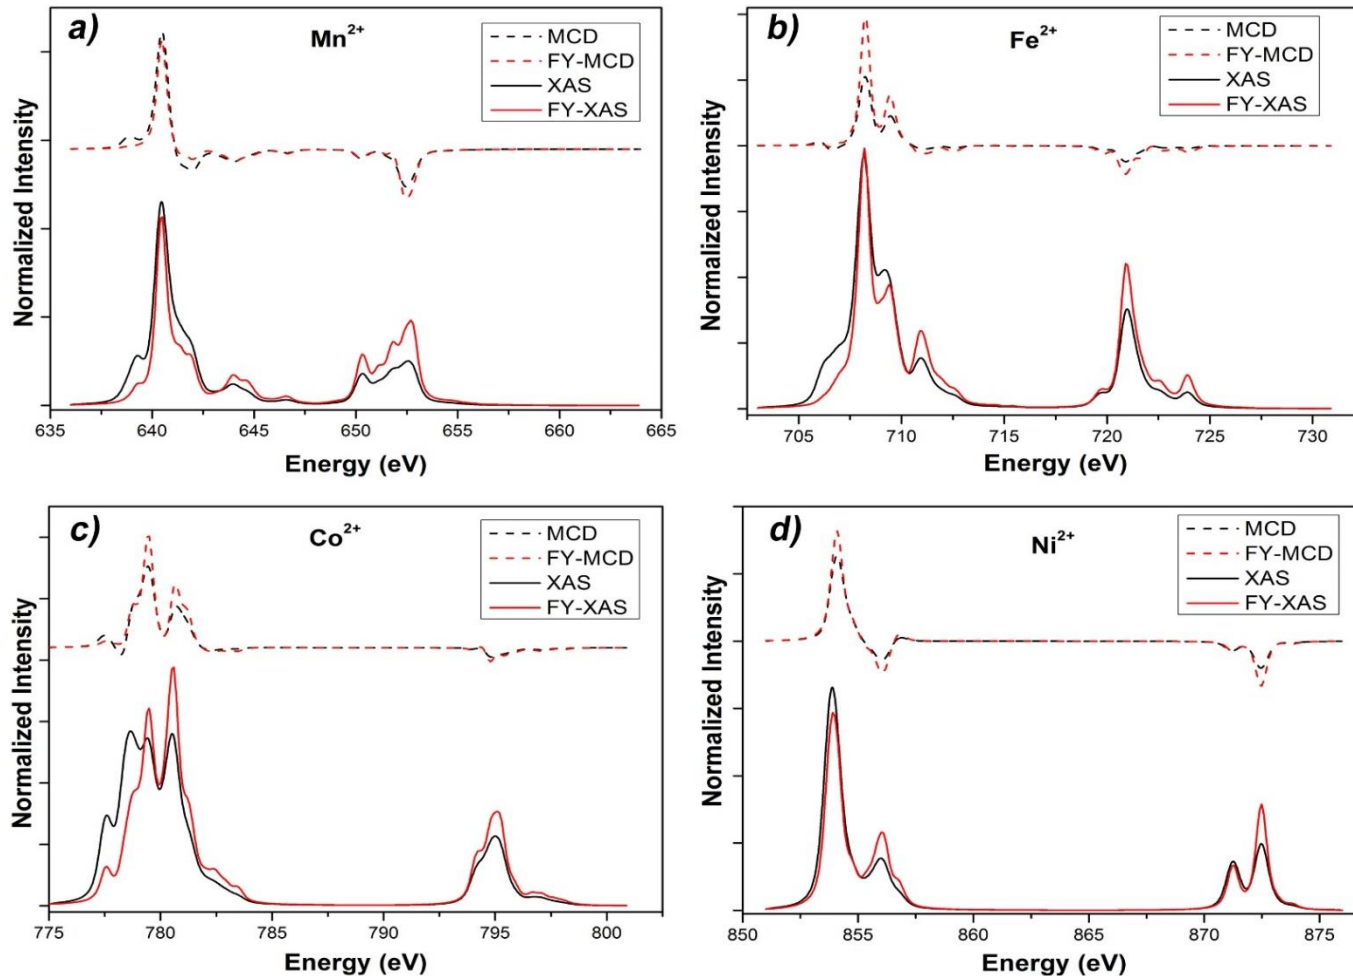 a)
Mn²⁺
MCD
FY-MCD
XAS
FY-XAS
Normalized Intensity
635 640 645 650 655 660 665
Energy (eV)
b)
Fe²⁺
MCD
FY-MCD
XAS
FY-XAS
Normalized Intensity
705 710 715 720 725 730
Energy (eV)
c)
Co²⁺
MCD
FY-MCD
XAS
FY-XAS
Normalized Intensity
775 780 785 790 795 800
Energy (eV)
d)
Ni²⁺
MCD
FY-MCD
XAS
FY-XAS
Normalized Intensity
850 855 860 865 870 875
Energy (eV)